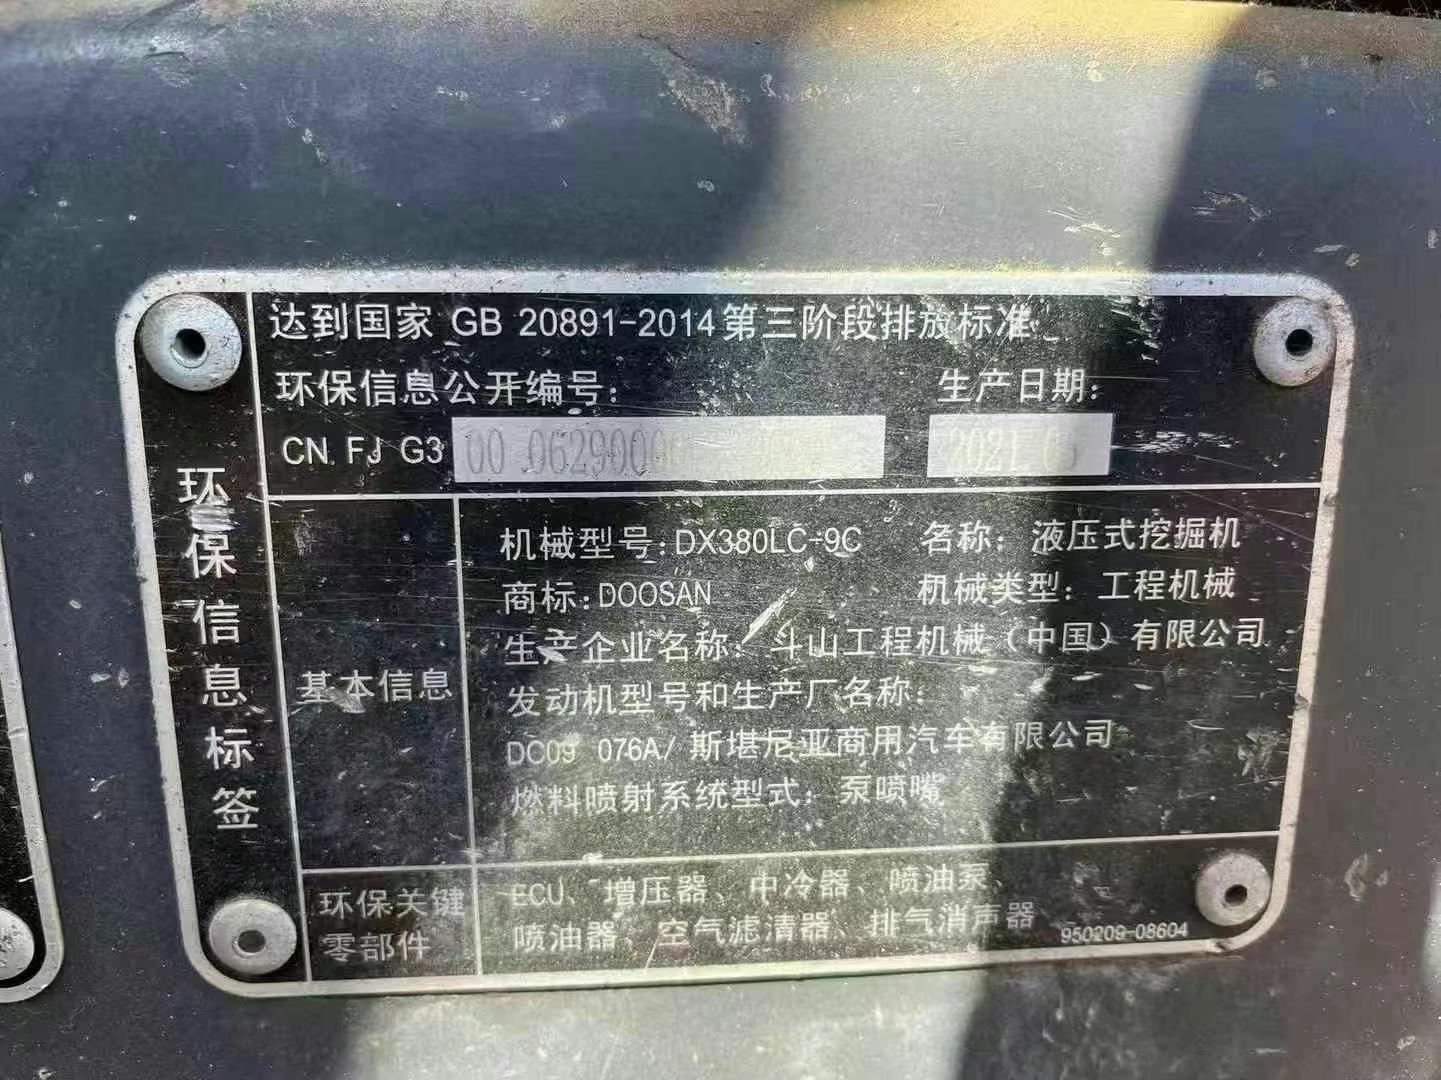 达到国家 GB 20891-2014第三阶段排放标准
环保信息公开编号: 生产日期:
CN FJ G3 00 0629000 2021
环保信息标签
基本信息
机械型号:DX380LC-9C 名称: 液压式挖掘机
商标:DOOSAN 机械类型: 工程机械
生产企业名称: 斗山工程机械(中国)有限公司
发动机型号和生产厂名称:
DC09 076A/斯堪尼亚商用汽车有限公司
燃料喷射系统型式: 泵喷嘴
环保关键
零部件
ECU、增压器、中冷器、喷油泵、
喷油器、空气滤清器、排气消声器 950209-08604